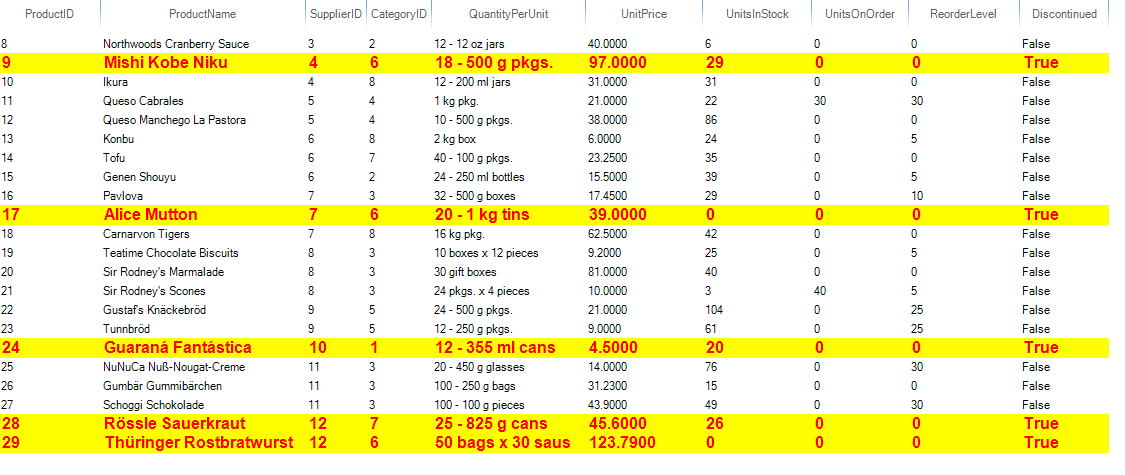 ProductID ProductName SupplierID CategoryID QuantityPerUnit UnitPrice UnitsInStock UnitsOnOrder ReorderLevel Discontinued
8 Northwoods Cranberry Sauce 3 2 12 - 12 oz jars 40.0000 6 0 0 False
9 Mishi Kobe Niku 4 6 18 - 500 g pkgs. 97.0000 29 0 0 True
10 Ikura 4 8 12 - 200 ml jars 31.0000 31 0 0 False
11 Queso Cabrales 5 4 1 kg pkg. 21.0000 22 30 30 False
12 Queso Manchego La Pastora 5 4 10 - 500 g pkgs. 38.0000 86 0 0 False
13 Konbu 6 8 2 kg box 6.0000 24 0 5 False
14 Tofu 6 7 40 - 100 g pkgs. 23.2500 35 0 0 False
15 Genen Shouyu 6 2 24 - 250 ml bottles 15.5000 39 0 5 False
16 Pavlova 7 3 32 - 500 g boxes 17.4500 29 0 10 False
17 Alice Mutton 7 6 20 - 1 kg tins 39.0000 0 0 0 True
18 Carnarvon Tigers 7 8 16 kg pkg. 62.5000 42 0 0 False
19 Teatime Chocolate Biscuits 8 3 10 boxes x 12 pieces 9.2000 25 0 5 False
20 Sir Rodney's Marmalade 8 3 30 gift boxes 81.0000 40 0 0 False
21 Sir Rodney's Scones 8 3 24 pkgs. x 4 pieces 10.0000 3 40 5 False
22 Gustaf's Knäckebröd 9 5 24 - 500 g pkgs. 21.0000 104 0 25 False
23 Tunnbröd 9 5 12 - 250 g pkgs. 9.0000 61 0 25 False
24 Guaraná Fantástica 10 1 12 - 355 ml cans 4.5000 20 0 0 True
25 NuNuCa Nuß-Nougat-Creme 11 3 20 - 450 g glasses 14.0000 76 0 30 False
26 Gumbär Gummibärchen 11 3 100 - 250 g bags 31.2300 15 0 0 False
27 Schoggi Schokolade 11 3 100 - 100 g pieces 43.9000 49 0 30 False
28 Rössle Sauerkraut 12 7 25 - 825 g cans 45.6000 26 0 0 True
29 Thüringer Rostbratwurst 12 6 50 bags x 30 saus 123.7900 0 0 0 True